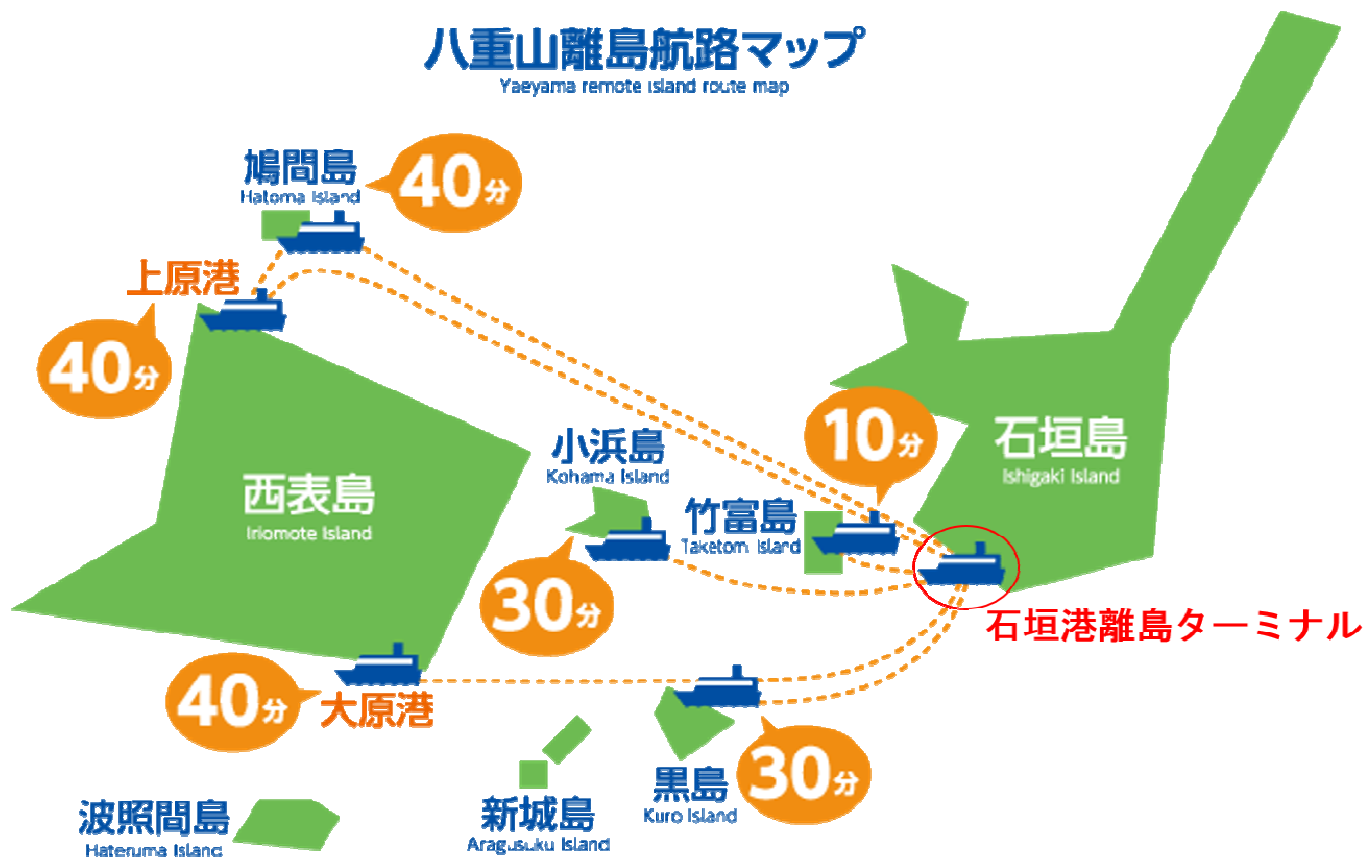 八重山離島航路マップ
Yaeyama remote island route map
鳩間島
Hatoma Island
40分
上原港
40分
西表島
Iriomote Island
小浜島
Kohama Island
30分
竹富島
Taketomi Island
10分
石垣島
Ishigaki Island
石垣港離島ターミナル
40分
大原港
黒島
Kuro Island
30分
新城島
Aragusuku Island
波照間島
Hateruma Island